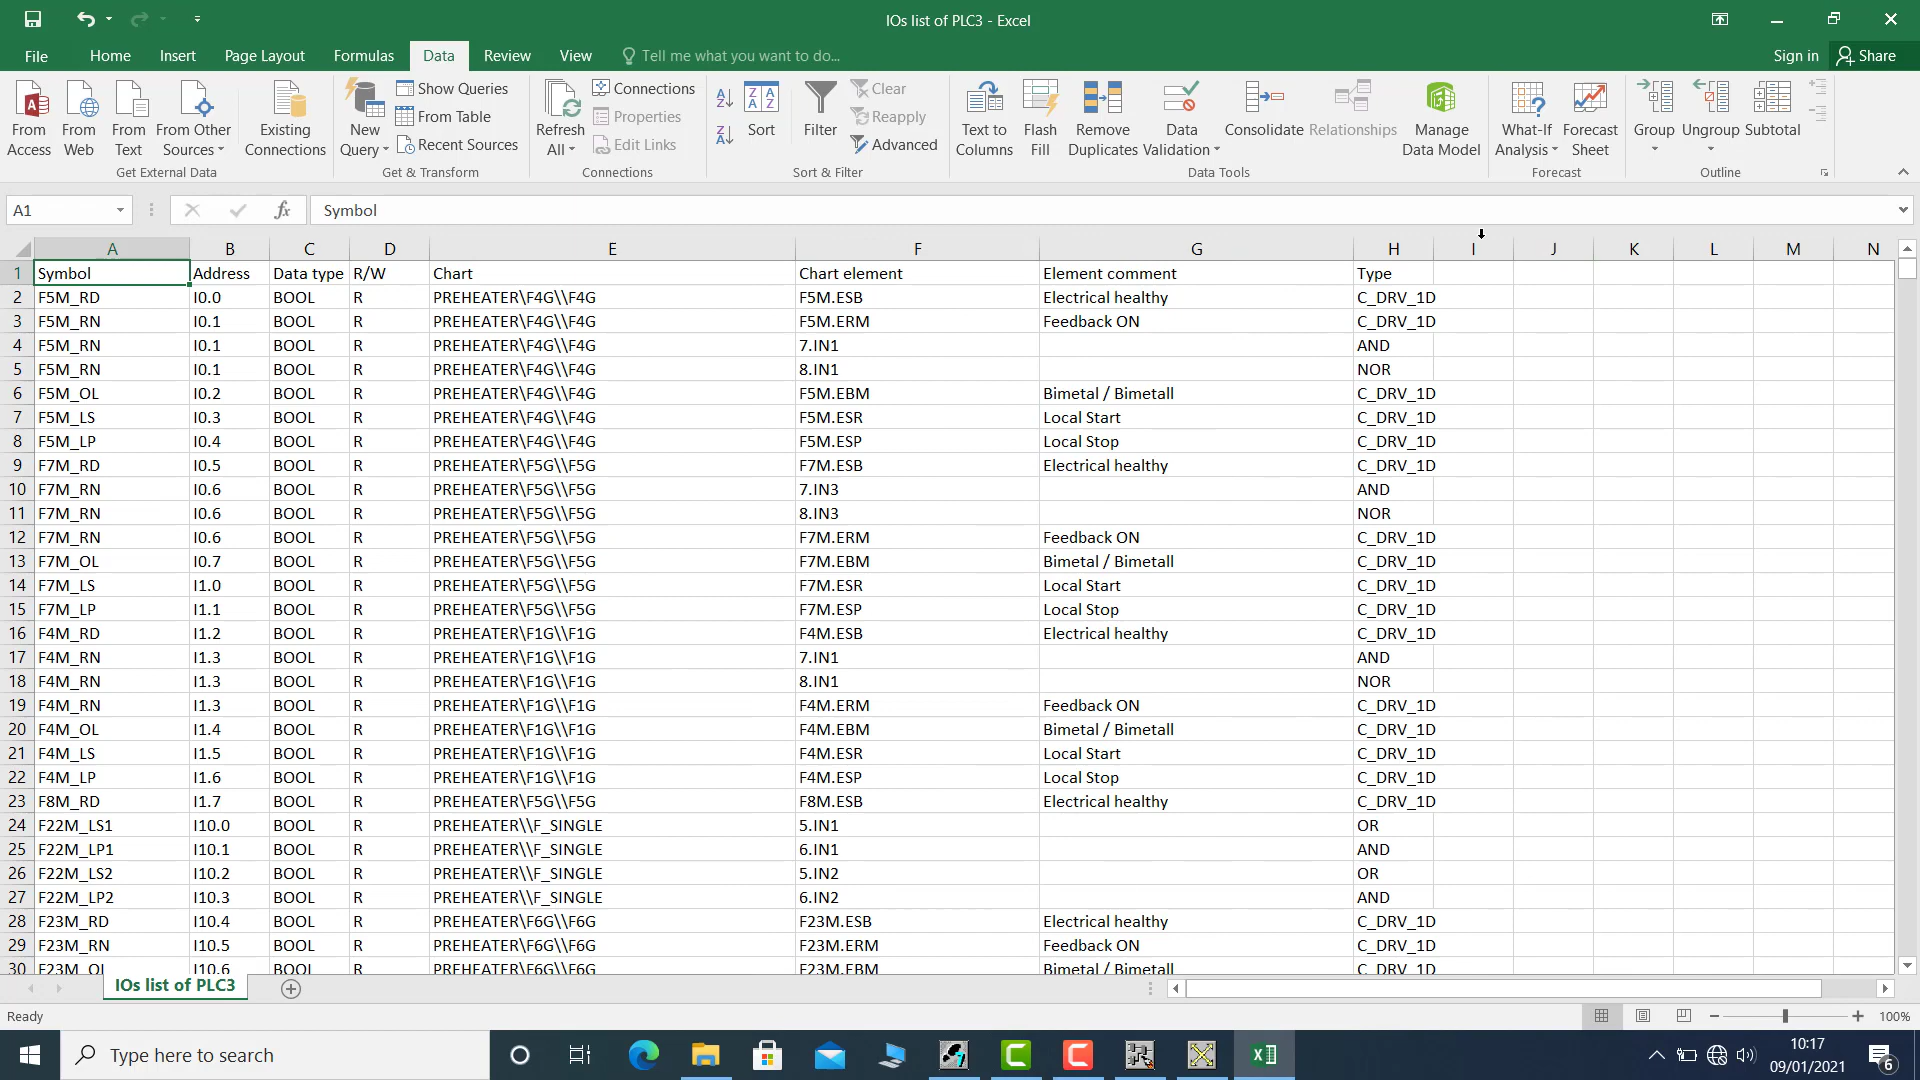 IOs list of PLC3 - Excel
File Home Insert Page Layout Formulas Data Review View Tell me what you want to do... Sign in Share
From Access From Web From Text From Other Sources Existing Connections
Get External Data
New Query Show Queries From Table Recent Sources
Get & Transform
Refresh All Connections Properties Edit Links
Connections
Sort Filter Clear Reapply Advanced
Sort & Filter
Text to Columns Flash Fill Remove Duplicates Data Validation Consolidate Relationships Manage Data Model
Data Tools
What-If Analysis Forecast Sheet
Forecast
Group Ungroup Subtotal
Outline
A1 fx Symbol
A B C D E F G H I J K L M N
1 Symbol Address Data type R/W Chart Chart element Element comment Type
2 F5M_RD I0.0 BOOL R PREHEATER\F4G\\F4G F5M.ESB Electrical healthy C_DRV_1D
3 F5M_RN I0.1 BOOL R PREHEATER\F4G\\F4G F5M.ERM Feedback ON C_DRV_1D
4 F5M_RN I0.1 BOOL R PREHEATER\F4G\\F4G 7.IN1 AND
5 F5M_RN I0.1 BOOL R PREHEATER\F4G\\F4G 8.IN1 NOR
6 F5M_OL I0.2 BOOL R PREHEATER\F4G\\F4G F5M.EBM Bimetal / Bimetall C_DRV_1D
7 F5M_LS I0.3 BOOL R PREHEATER\F4G\\F4G F5M.ESR Local Start C_DRV_1D
8 F5M_LP I0.4 BOOL R PREHEATER\F4G\\F4G F5M.ESP Local Stop C_DRV_1D
9 F7M_RD I0.5 BOOL R PREHEATER\F5G\\F5G F7M.ESB Electrical healthy C_DRV_1D
10 F7M_RN I0.6 BOOL R PREHEATER\F5G\\F5G 7.IN3 AND
11 F7M_RN I0.6 BOOL R PREHEATER\F5G\\F5G 8.IN3 NOR
12 F7M_RN I0.6 BOOL R PREHEATER\F5G\\F5G F7M.ERM Feedback ON C_DRV_1D
13 F7M_OL I0.7 BOOL R PREHEATER\F5G\\F5G F7M.EBM Bimetal / Bimetall C_DRV_1D
14 F7M_LS I1.0 BOOL R PREHEATER\F5G\\F5G F7M.ESR Local Start C_DRV_1D
15 F7M_LP I1.1 BOOL R PREHEATER\F5G\\F5G F7M.ESP Local Stop C_DRV_1D
16 F4M_RD I1.2 BOOL R PREHEATER\F1G\\F1G F4M.ESB Electrical healthy C_DRV_1D
17 F4M_RN I1.3 BOOL R PREHEATER\F1G\\F1G 7.IN1 AND
18 F4M_RN I1.3 BOOL R PREHEATER\F1G\\F1G 8.IN1 NOR
19 F4M_RN I1.3 BOOL R PREHEATER\F1G\\F1G F4M.ERM Feedback ON C_DRV_1D
20 F4M_OL I1.4 BOOL R PREHEATER\F1G\\F1G F4M.EBM Bimetal / Bimetall C_DRV_1D
21 F4M_LS I1.5 BOOL R PREHEATER\F1G\\F1G F4M.ESR Local Start C_DRV_1D
22 F4M_LP I1.6 BOOL R PREHEATER\F1G\\F1G F4M.ESP Local Stop C_DRV_1D
23 F8M_RD I1.7 BOOL R PREHEATER\F5G\\F5G F8M.ESB Electrical healthy C_DRV_1D
24 F22M_LS1 I10.0 BOOL R PREHEATER\\F_SINGLE 5.IN1 OR
25 F22M_LP1 I10.1 BOOL R PREHEATER\\F_SINGLE 6.IN1 AND
26 F22M_LS2 I10.2 BOOL R PREHEATER\\F_SINGLE 5.IN2 OR
27 F22M_LP2 I10.3 BOOL R PREHEATER\\F_SINGLE 6.IN2 AND
28 F23M_RD I10.4 BOOL R PREHEATER\F6G\\F6G F23M.ESB Electrical healthy C_DRV_1D
29 F23M_RN I10.5 BOOL R PREHEATER\F6G\\F6G F23M.ERM Feedback ON C_DRV_1D
30 F23M_OL I10.6 BOOL R PREHEATER\F6G\\F6G F23M.EBM Bimetal / Bimetall C_DRV_1D
IOs list of PLC3
Ready 100%
Type here to search
10:17
09/01/2021
6